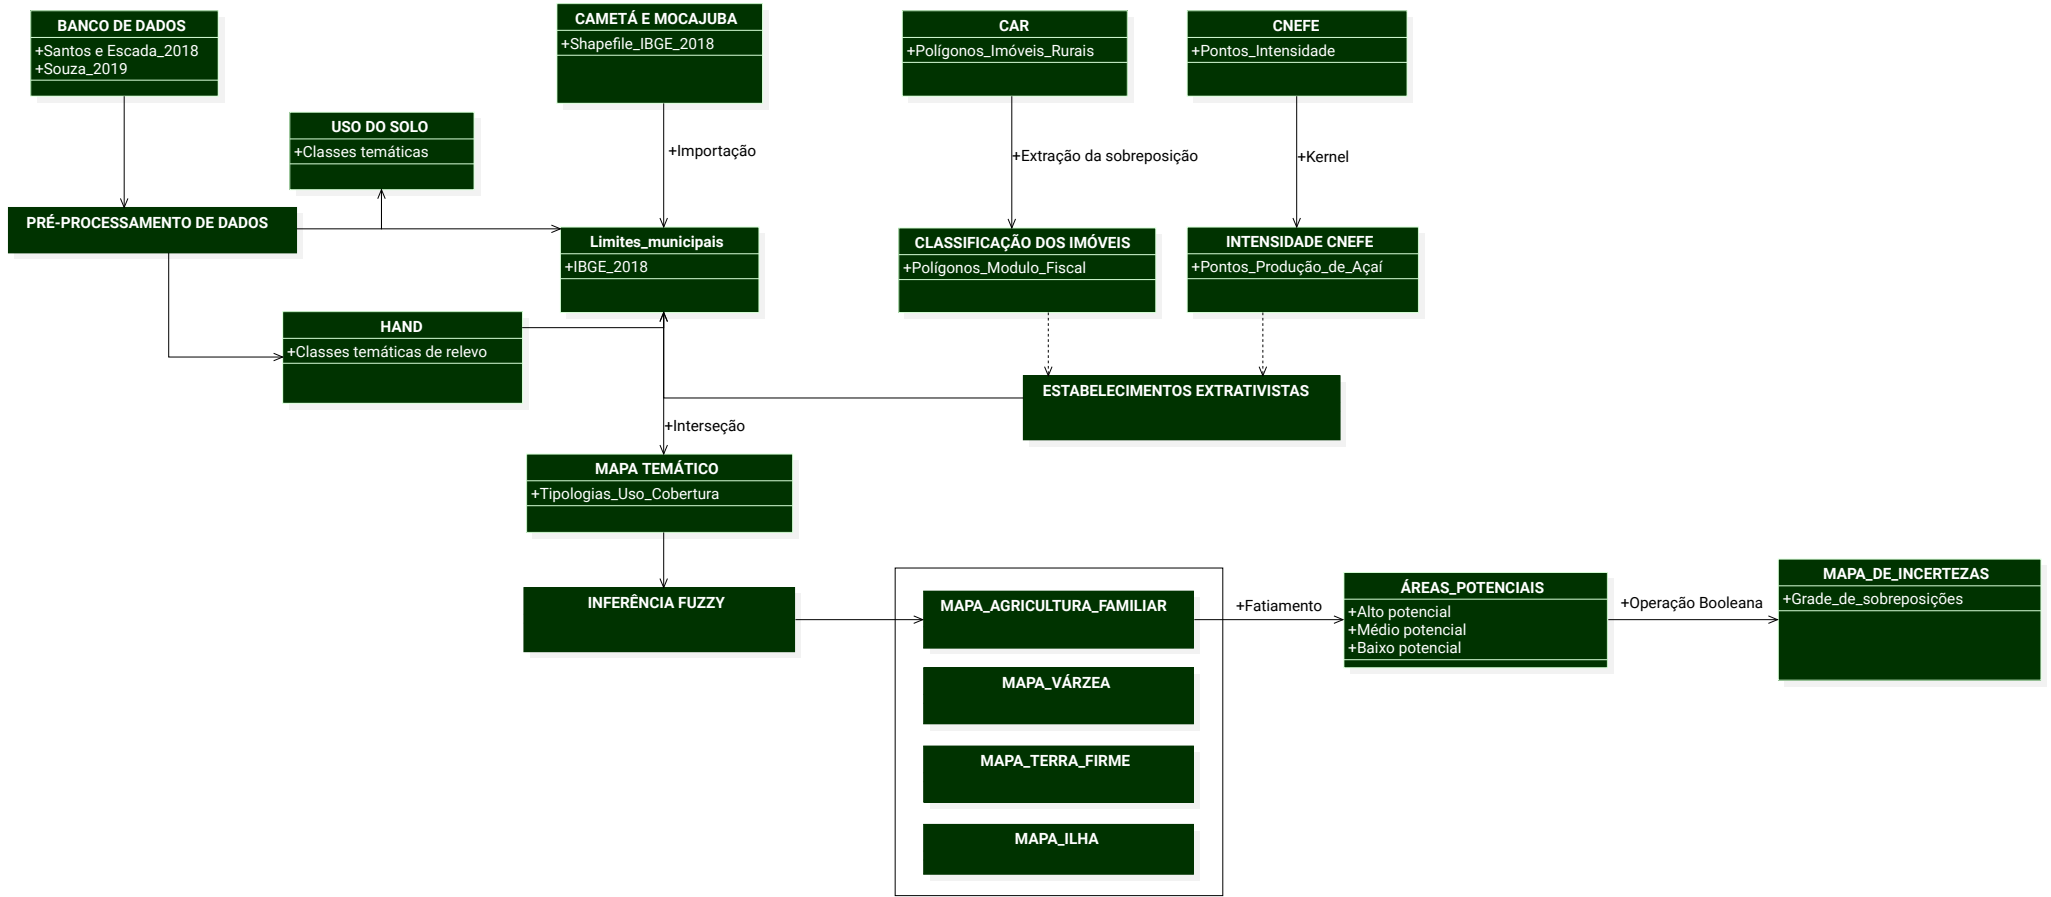 BANCO DE DADOS
+Santos e Escada_2018
+Souza_2019
CAMETÁ E MOCAJUBA
+Shapefile_IBGE_2018
CAR
+Polígonos_Imóveis_Rurais
CNEFE
+Pontos_Intensidade
USO DO SOLO
+Classes temáticas
+Importação
+Extração da sobreposição
+Kernel
PRÉ-PROCESSAMENTO DE DADOS
Limites_municipais
+IBGE_2018
CLASSIFICAÇÃO DOS IMÓVEIS
+Polígonos_Modulo_Fiscal
INTENSIDADE CNEFE
+Pontos_Produção_de_Açaí
HAND
+Classes temáticas de relevo
ESTABELECIMENTOS EXTRATIVISTAS
+Interseção
MAPA TEMÁTICO
+Tipologias_Uso_Cobertura
INFERÊNCIA FUZZY
MAPA_AGRICULTURA_FAMILIAR
MAPA_VÁRZEA
MAPA_TERRA_FIRME
MAPA_ILHA
+Fatiamento
ÁREAS_POTENCIAIS
+Alto potencial
+Médio potencial
+Baixo potencial
+Operação Booleana
MAPA_DE_INCERTEZAS
+Grade_de_sobreposições